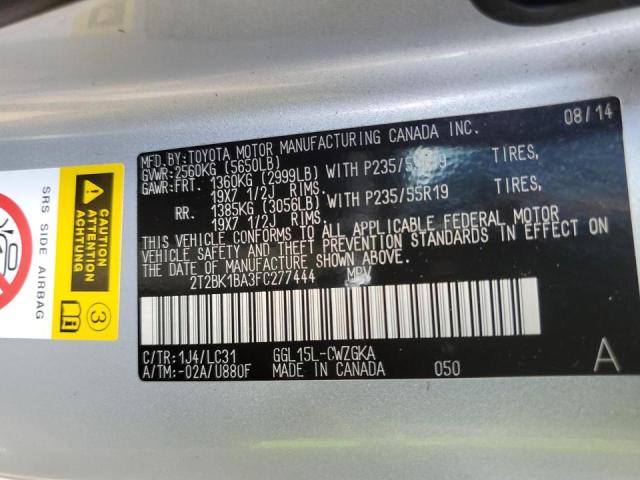 MFD. BY: TOYOTA MOTOR MANUFACTURING CANADA INC. 08/14
GVWR: 2560KG (5650LB)
GAWR: FRT. 1360KG (2999LB) WITH P235/55R19 TIRES,
19X7 1/2J RIMS.
RR. 1385KG (3056LB) WITH P235/55R19 TIRES,
19X7 1/2J RIMS.
THIS VEHICLE CONFORMS TO ALL APPLICABLE FEDERAL MOTOR
VEHICLE SAFETY AND THEFT PREVENTION STANDARDS IN EFFECT ON
THE DATE OF MANUFACTURE SHOWN ABOVE.
2T2BK1BA3FC277444 MPV
C/TR: 1J4/LC31 GGL15L-CWZGKA A
A/TM: -02A/U880F MADE IN CANADA 050
SRS SIDE AIRBAG
CAUTION
ATTENTION
ACHTUNG
3